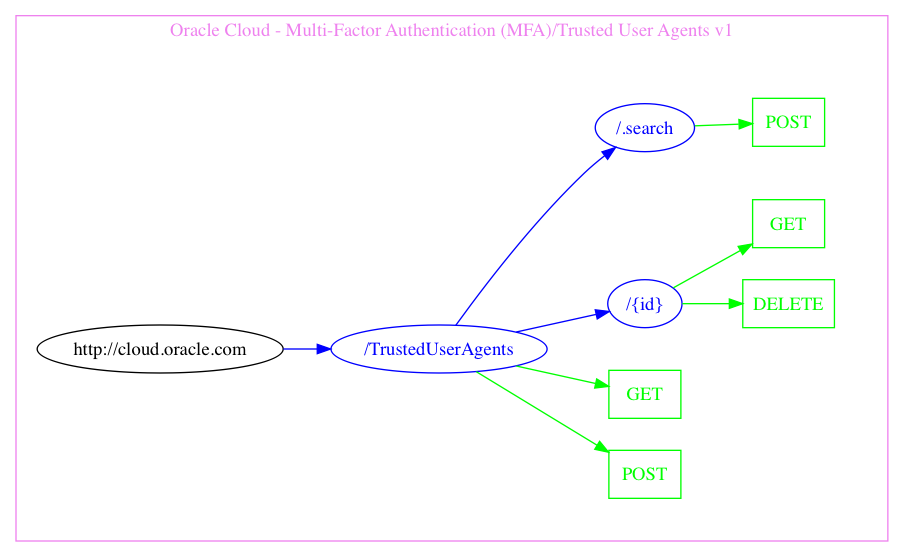 Oracle Cloud - Multi-Factor Authentication (MFA)/Trusted User Agents v1
/.search
POST
GET
/{id}
DELETE
http://cloud.oracle.com
/TrustedUserAgents
GET
POST